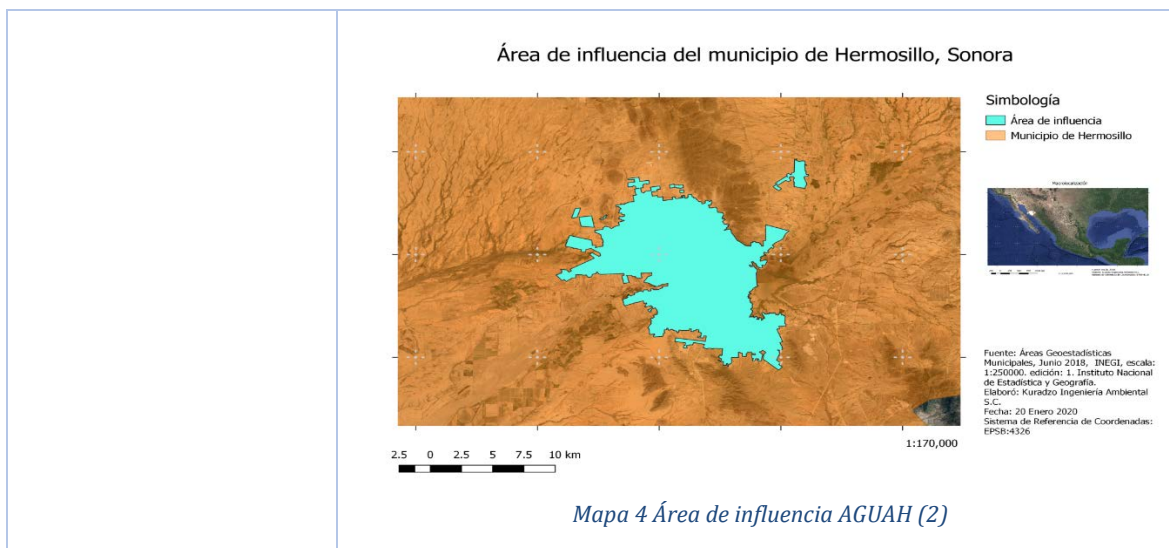 Área de influencia del municipio de Hermosillo, Sonora
Simbología
Área de influencia
Municipio de Hermosillo
Macrolocalización
Fuente: Áreas Geoestadísticas
Municipales, Junio 2018, INEGI, escala:
1:250000. edición: 1. Instituto Nacional
de Estadística y Geografía.
Elaboró: Kuradzo Ingeniería Ambiental
S.C.
Fecha: 20 Enero 2020
Sistema de Referencia de Coordenadas:
EPSB:4326
1:170,000
2.5 0 2.5 5 7.5 10 km
Mapa 4 Área de influencia AGUAH (2)